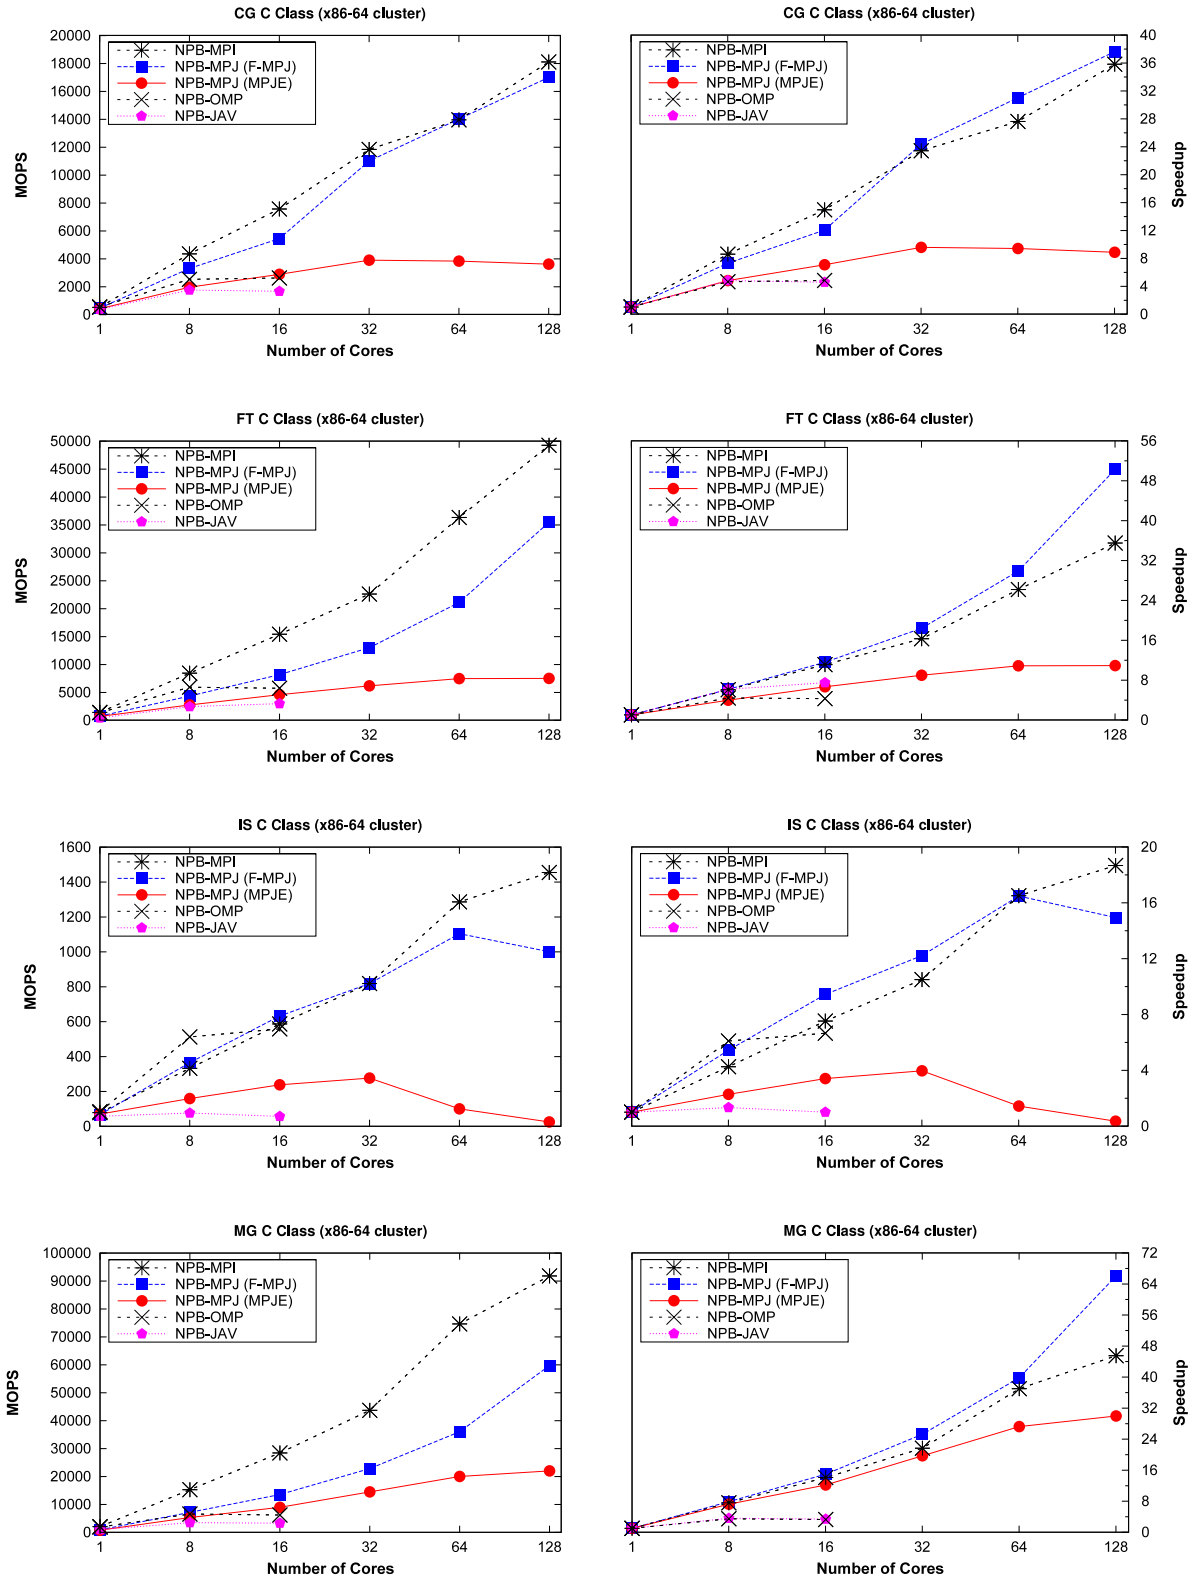 CG C Class (x86-64 cluster)
20000
18000
16000
14000
12000
10000
8000
6000
4000
2000
0
MOPS
NPB-MPI
NPB-MPJ (F-MPJ)
NPB-MPJ (MPJE)
NPB-OMP
NPB-JAV
1 8 16 32 64 128
Number of Cores
CG C Class (x86-64 cluster)
NPB-MPI
NPB-MPJ (F-MPJ)
NPB-MPJ (MPJE)
NPB-OMP
NPB-JAV
40
36
32
28
24
20
16
12
8
4
0
Speedup
1 8 16 32 64 128
Number of Cores
FT C Class (x86-64 cluster)
50000
45000
40000
35000
30000
25000
20000
15000
10000
5000
0
MOPS
NPB-MPI
NPB-MPJ (F-MPJ)
NPB-MPJ (MPJE)
NPB-OMP
NPB-JAV
1 8 16 32 64 128
Number of Cores
FT C Class (x86-64 cluster)
NPB-MPI
NPB-MPJ (F-MPJ)
NPB-MPJ (MPJE)
NPB-OMP
NPB-JAV
56
48
40
32
24
16
8
0
Speedup
1 8 16 32 64 128
Number of Cores
IS C Class (x86-64 cluster)
1600
1400
1200
1000
800
600
400
200
0
MOPS
NPB-MPI
NPB-MPJ (F-MPJ)
NPB-MPJ (MPJE)
NPB-OMP
NPB-JAV
1 8 16 32 64 128
Number of Cores
IS C Class (x86-64 cluster)
NPB-MPI
NPB-MPJ (F-MPJ)
NPB-MPJ (MPJE)
NPB-OMP
NPB-JAV
20
16
12
8
4
0
Speedup
1 8 16 32 64 128
Number of Cores
MG C Class (x86-64 cluster)
100000
90000
80000
70000
60000
50000
40000
30000
20000
10000
0
MOPS
NPB-MPI
NPB-MPJ (F-MPJ)
NPB-MPJ (MPJE)
NPB-OMP
NPB-JAV
1 8 16 32 64 128
Number of Cores
MG C Class (x86-64 cluster)
NPB-MPI
NPB-MPJ (F-MPJ)
NPB-MPJ (MPJE)
NPB-OMP
NPB-JAV
72
64
56
48
40
32
24
16
8
0
Speedup
1 8 16 32 64 128
Number of Cores